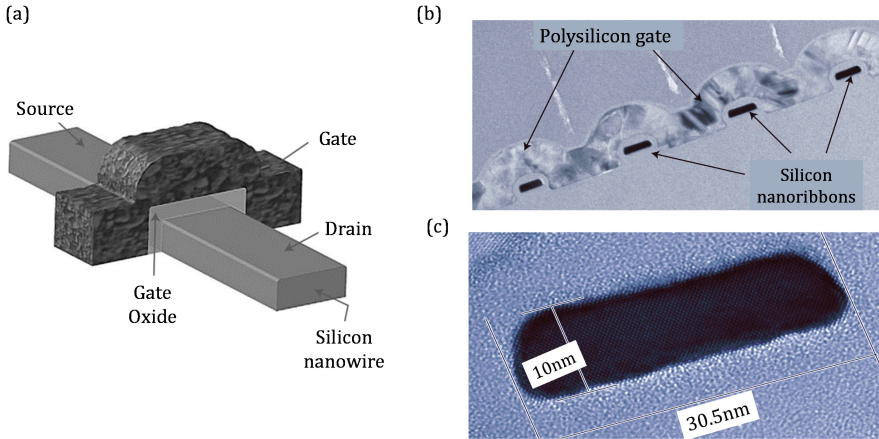 (a)
Source
Gate
Drain
Gate
Oxide
Silicon
nanowire
(b)
Polysilicon gate
Silicon
nanoribbons
(c)
10nm
30.5nm